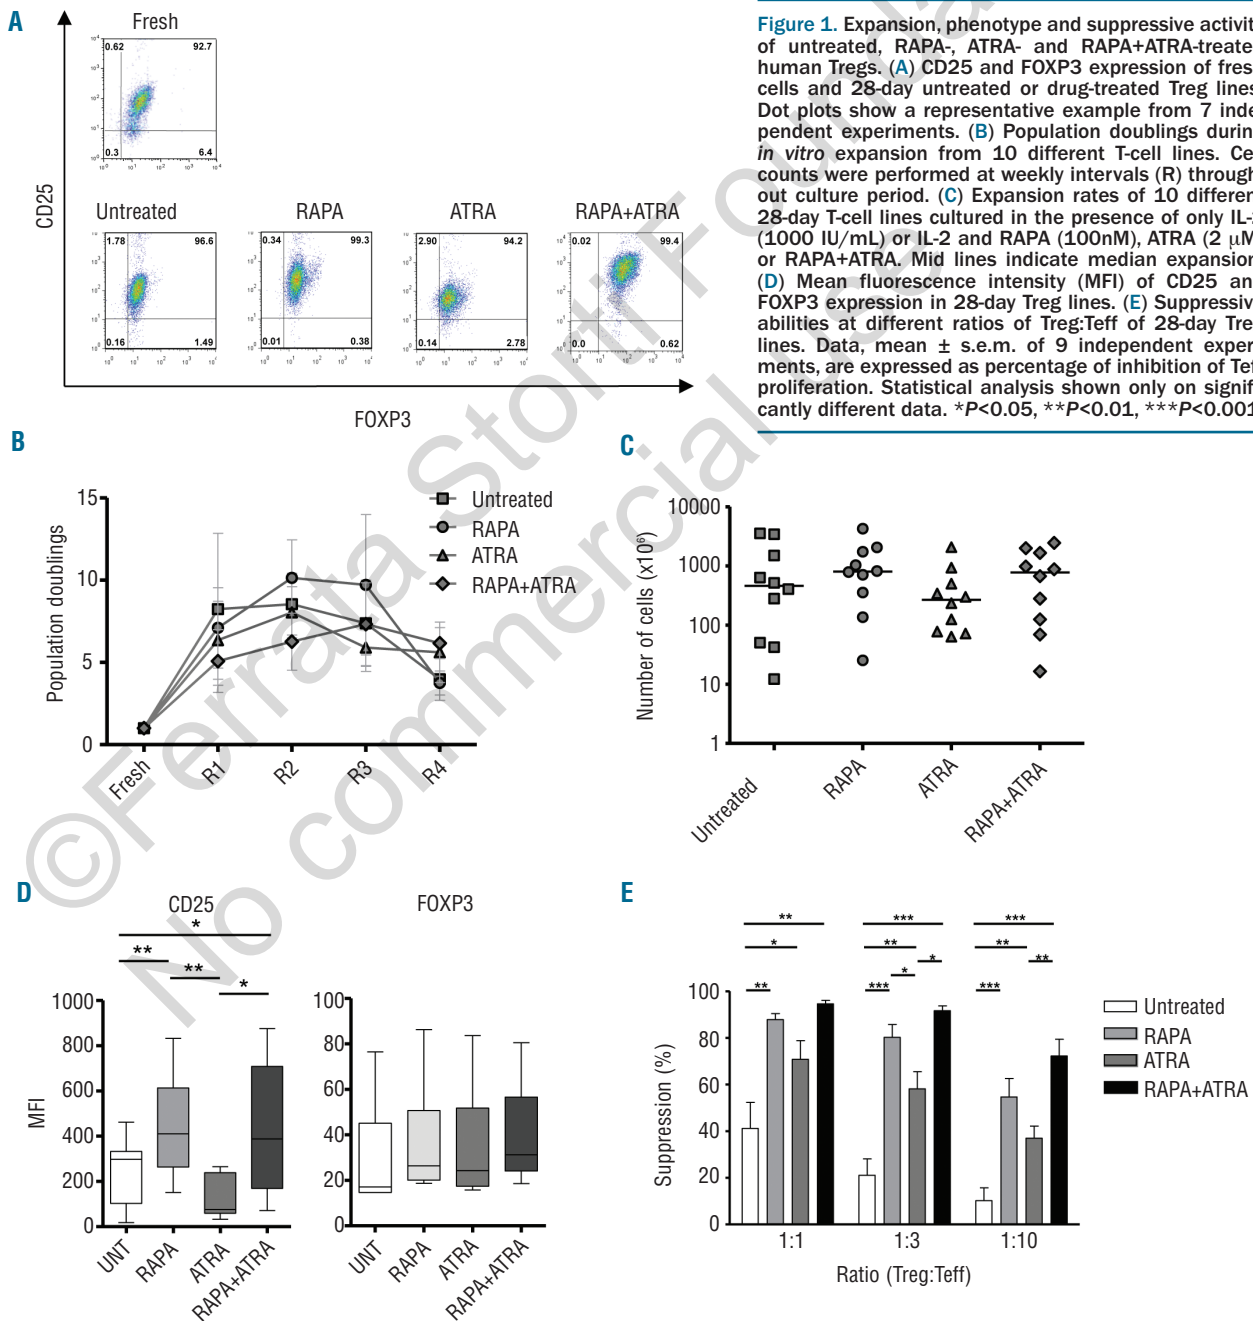 A
Fresh
CD25
0.62 92.7
0.3 6.4
Untreated
1.78 96.6
0.16 1.49
RAPA
0.34 99.3
0.01 0.38
ATRA
2.90 94.2
0.14 2.78
RAPA+ATRA
0.02 99.4
0.0 0.62
FOXP3
Figure 1. Expansion, phenotype and suppressive activit
of untreated, RAPA-, ATRA- and RAPA+ATRA-treate
human Tregs. (A) CD25 and FOXP3 expression of fres
cells and 28-day untreated or drug-treated Treg lines
Dot plots show a representative example from 7 inde
pendent experiments. (B) Population doublings durin
in vitro expansion from 10 different T-cell lines. Ce
counts were performed at weekly intervals (R) through
out culture period. (C) Expansion rates of 10 differen
28-day T-cell lines cultured in the presence of only IL-
(1000 IU/mL) or IL-2 and RAPA (100nM), ATRA (2 μM
or RAPA+ATRA. Mid lines indicate median expansion
(D) Mean fluorescence intensity (MFI) of CD25 an
FOXP3 expression in 28-day Treg lines. (E) Suppressiv
abilities at different ratios of Treg:Teff of 28-day Tre
lines. Data, mean ± s.e.m. of 9 independent exper
ments, are expressed as percentage of inhibition of Tef
proliferation. Statistical analysis shown only on signif
cantly different data. *P<0.05, **P<0.01, ***P<0.001
B
Population doublings
15
10
5
0
Fresh R1 R2 R3 R4
Untreated
RAPA
ATRA
RAPA+ATRA
C
Number of cells (x10⁶)
10000
1000
100
10
1
Untreated RAPA ATRA RAPA+ATRA
D
CD25
*
**
**
*
MFI
1000
800
600
400
200
0
UNT RAPA ATRA RAPA+ATRA
FOXP3
100
80
60
40
20
0
UNT RAPA ATRA RAPA+ATRA
E
** *** ***
* ** **
* **
*
** *** ***
Suppression (%)
100
80
60
40
20
0
1:1 1:3 1:10
Ratio (Treg:Teff)
Untreated
RAPA
ATRA
RAPA+ATRA
©Ferrata Storti Foundation
No commercial use